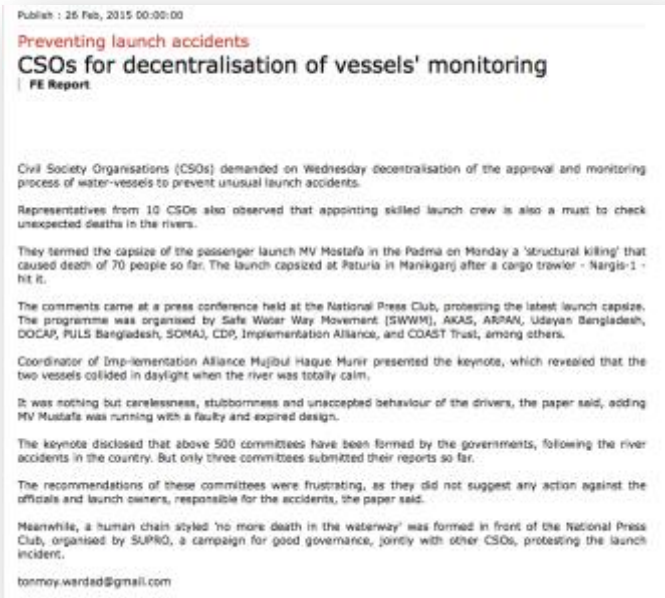 Publish : 26 Feb, 2015 00:00:00
Preventing launch accidents
CSOs for decentralisation of vessels' monitoring
| FE Report
Civil Society Organisations (CSOs) demanded on Wednesday decentralisation of the approval and monitoring
process of water-vessels to prevent unusual launch accidents.
Representatives from 10 CSOs also observed that appointing skilled launch crew is also a must to check
unexpected deaths in the rivers.
They termed the capsize of the passenger launch MV Mostafa in the Padma on Monday a 'structural killing' that
caused death of 70 people so far. The launch capsized at Paturia in Manikganj after a cargo trawler - Nargis-1 -
hit it.
The comments came at a press conference held at the National Press Club, protesting the latest launch capsize.
The programme was organised by Safe Water Way Movement (SWWM), AKAS, ARPAN, Udayan Bangladesh,
DOCAP, PULS Bangladesh, SOMAJ, CDP, Implementation Alliance, and COAST Trust, among others.
Coordinator of Imp-lementation Alliance Mujibul Haque Munir presented the keynote, which revealed that the
two vessels collided in daylight when the river was totally calm.
It was nothing but carelessness, stubbornness and unaccepted behaviour of the drivers, the paper said, adding
MV Mustafa was running with a faulty and expired design.
The keynote disclosed that above 500 committees have been formed by the governments, following the river
accidents in the country. But only three committees submitted their reports so far.
The recommendations of these committees were frustrating, as they did not suggest any action against the
officials and launch owners, responsible for the accidents, the paper said.
Meanwhile, a human chain styled 'no more death in the waterway' was formed in front of the National Press
Club, organised by SUPRO, a campaign for good governance, jointly with other CSOs, protesting the launch
incident.
tonmoy.wardad@gmail.com